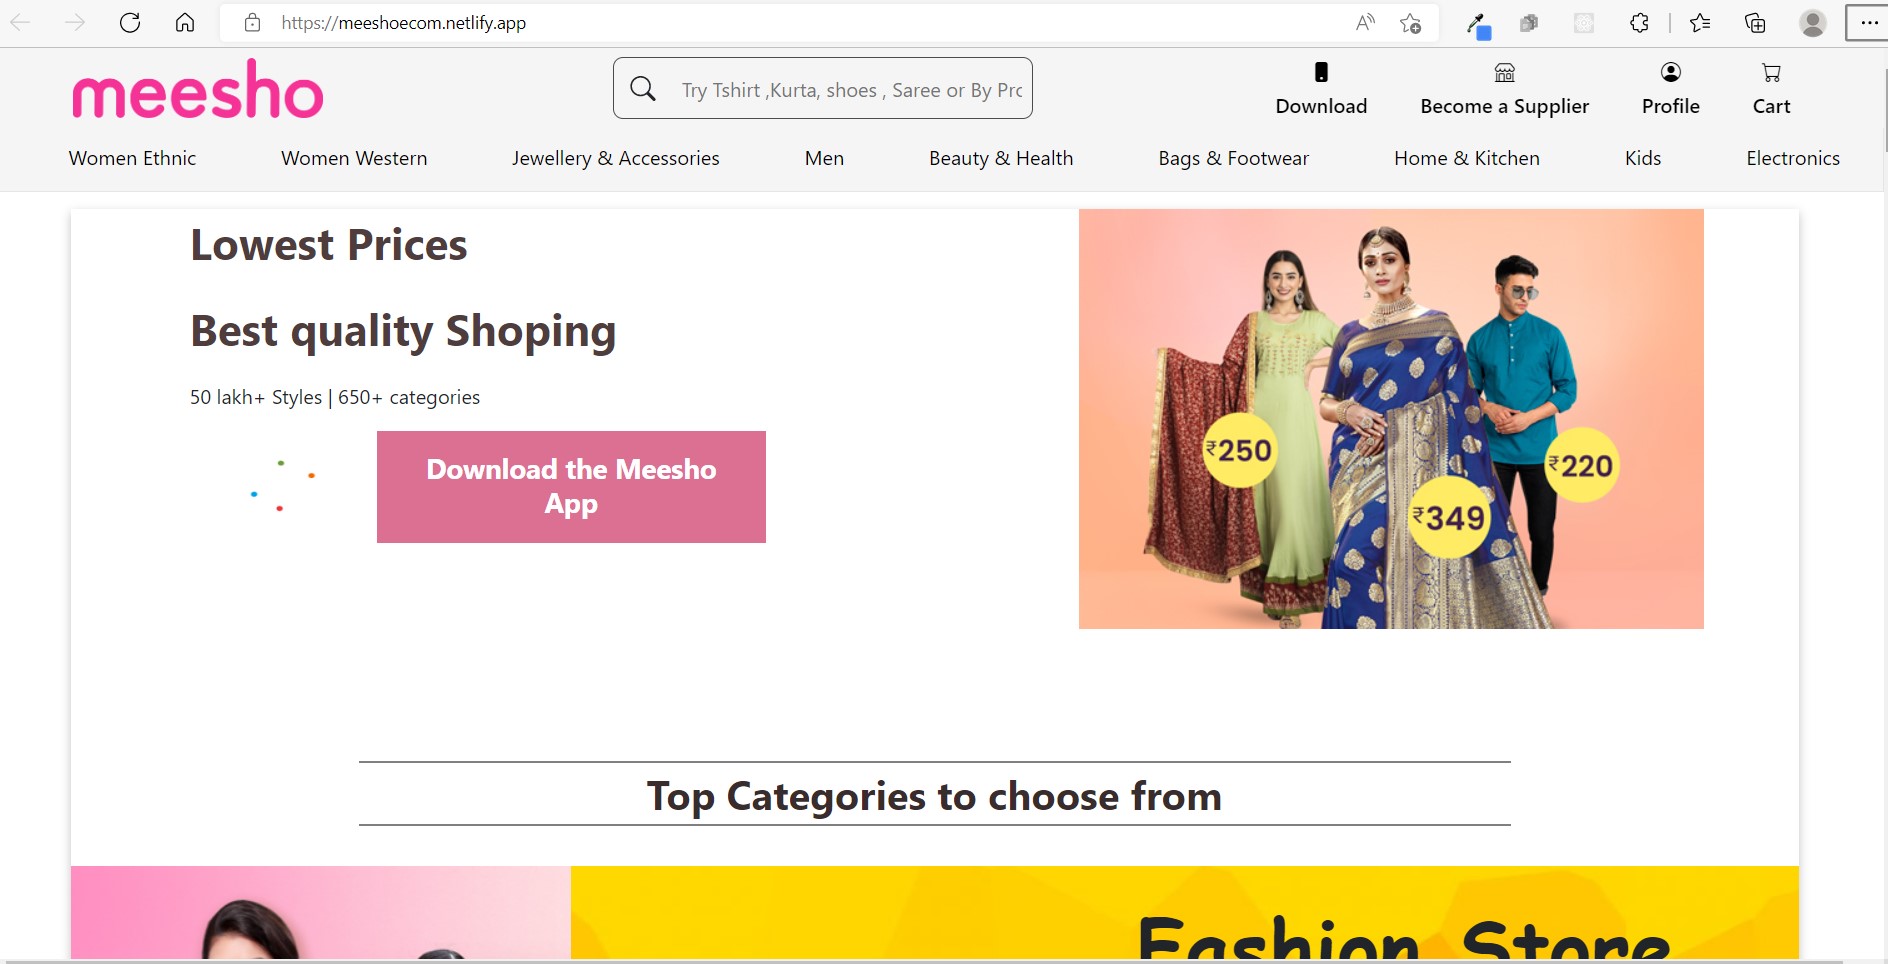 https://meeshoecom.netlify.app
meesho
Try Tshirt ,Kurta, shoes , Saree or By Pro
Download
Become a Supplier
Profile
Cart
Women Ethnic
Women Western
Jewellery & Accessories
Men
Beauty & Health
Bags & Footwear
Home & Kitchen
Kids
Electronics
Lowest Prices
Best quality Shoping
50 lakh+ Styles | 650+ categories
Download the Meesho
App
₹250
₹349
₹220
Top Categories to choose from
Fashion Store